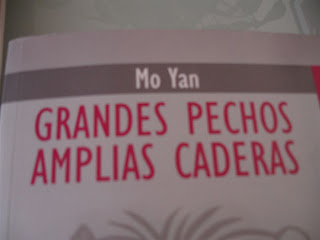 Mo Yan
GRANDES PECHOS
AMPLIAS CADERAS